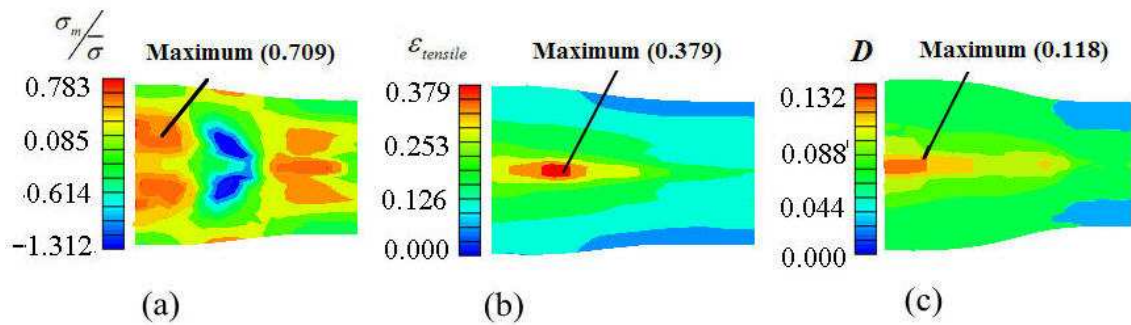 σm/σ̅
Maximum (0.709)
0.783
0.085
-0.614
-1.312
(a)
εtensile
Maximum (0.379)
0.379
0.253
0.126
0.000
(b)
D
Maximum (0.118)
0.132
0.088
0.044
0.000
(c)